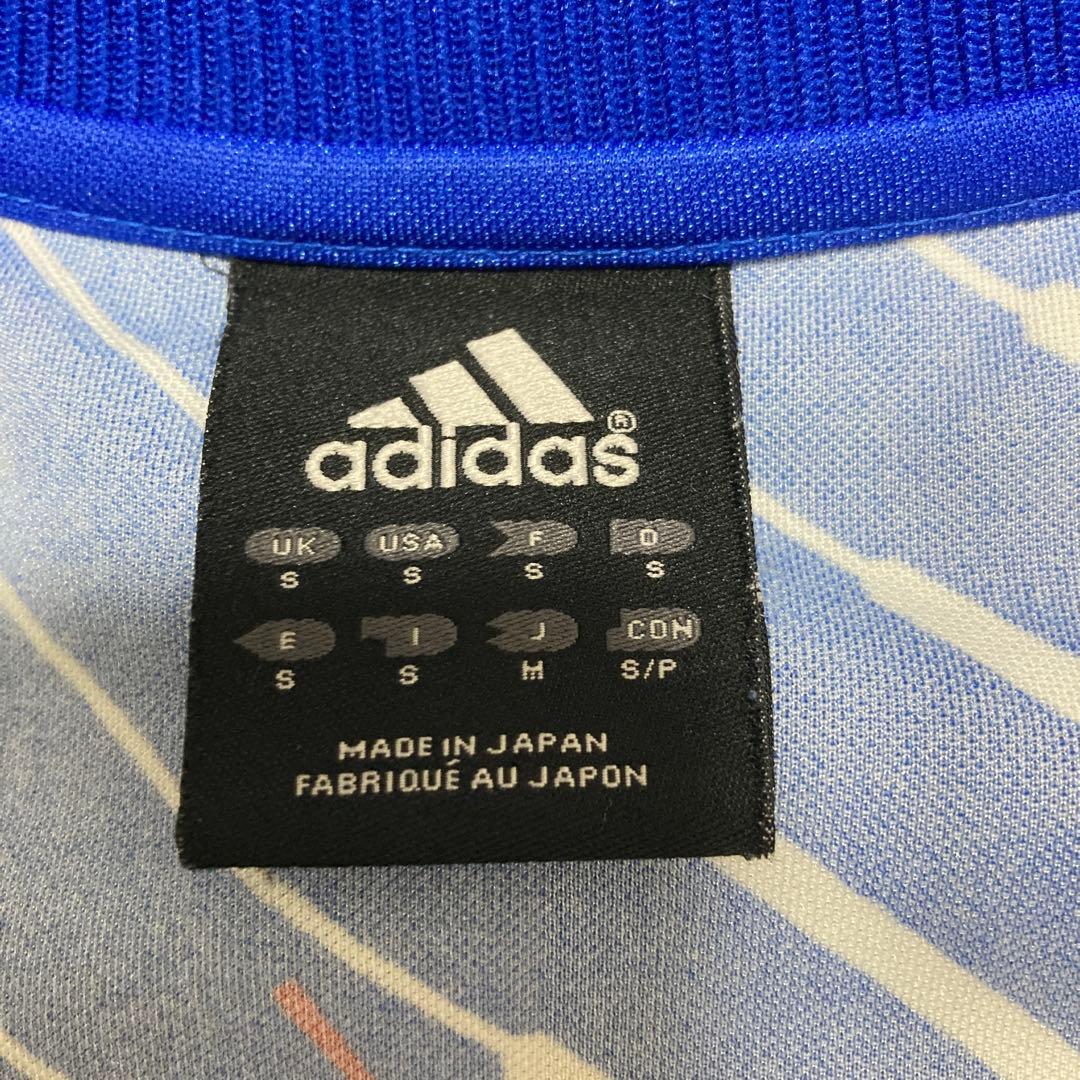 adidas®
UK USA F D
S S S S
E I J CON
S S M S/P
MADE IN JAPAN
FABRIQUÉ AU JAPON